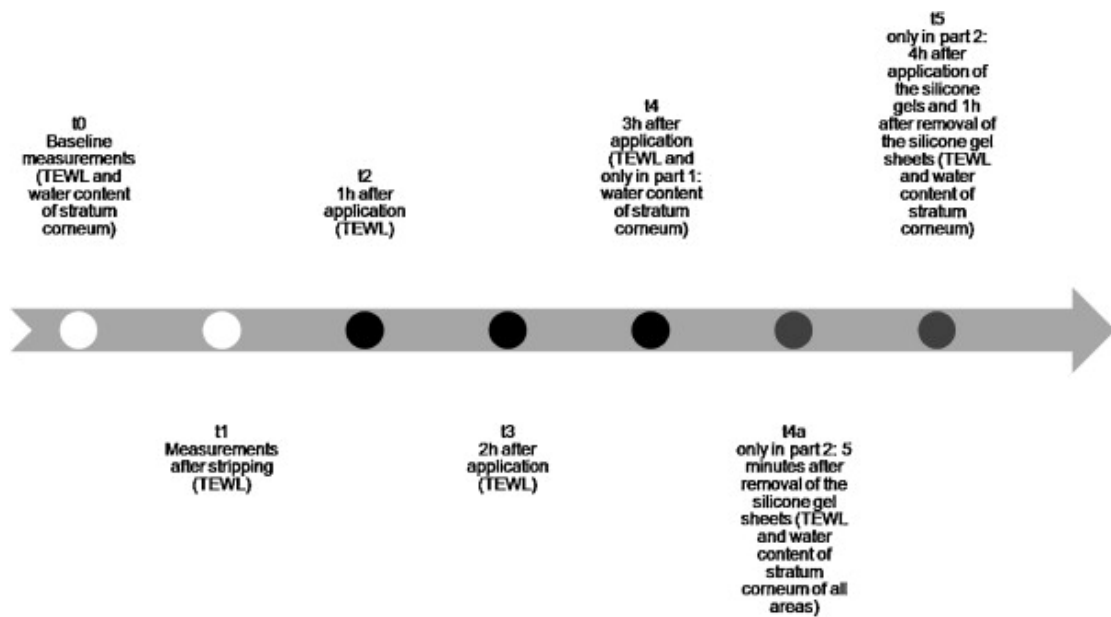 t0
Baseline
measurements
(TEWL and
water content
of stratum
corneum)
t1
Measurements
after stripping
(TEWL)
t2
1h after
application
(TEWL)
t3
2h after
application
(TEWL)
t4
3h after
application
(TEWL and
only in part 1:
water content
of stratum
corneum)
t4a
only in part 2: 5
minutes after
removal of the
silicone gel
sheets (TEWL
and water
content of
stratum
corneum of all
areas)
t5
only in part 2:
4h after
application of
the silicone
gels and 1h
after removal of
the silicone gel
sheets (TEWL
and water
content of
stratum
corneum)